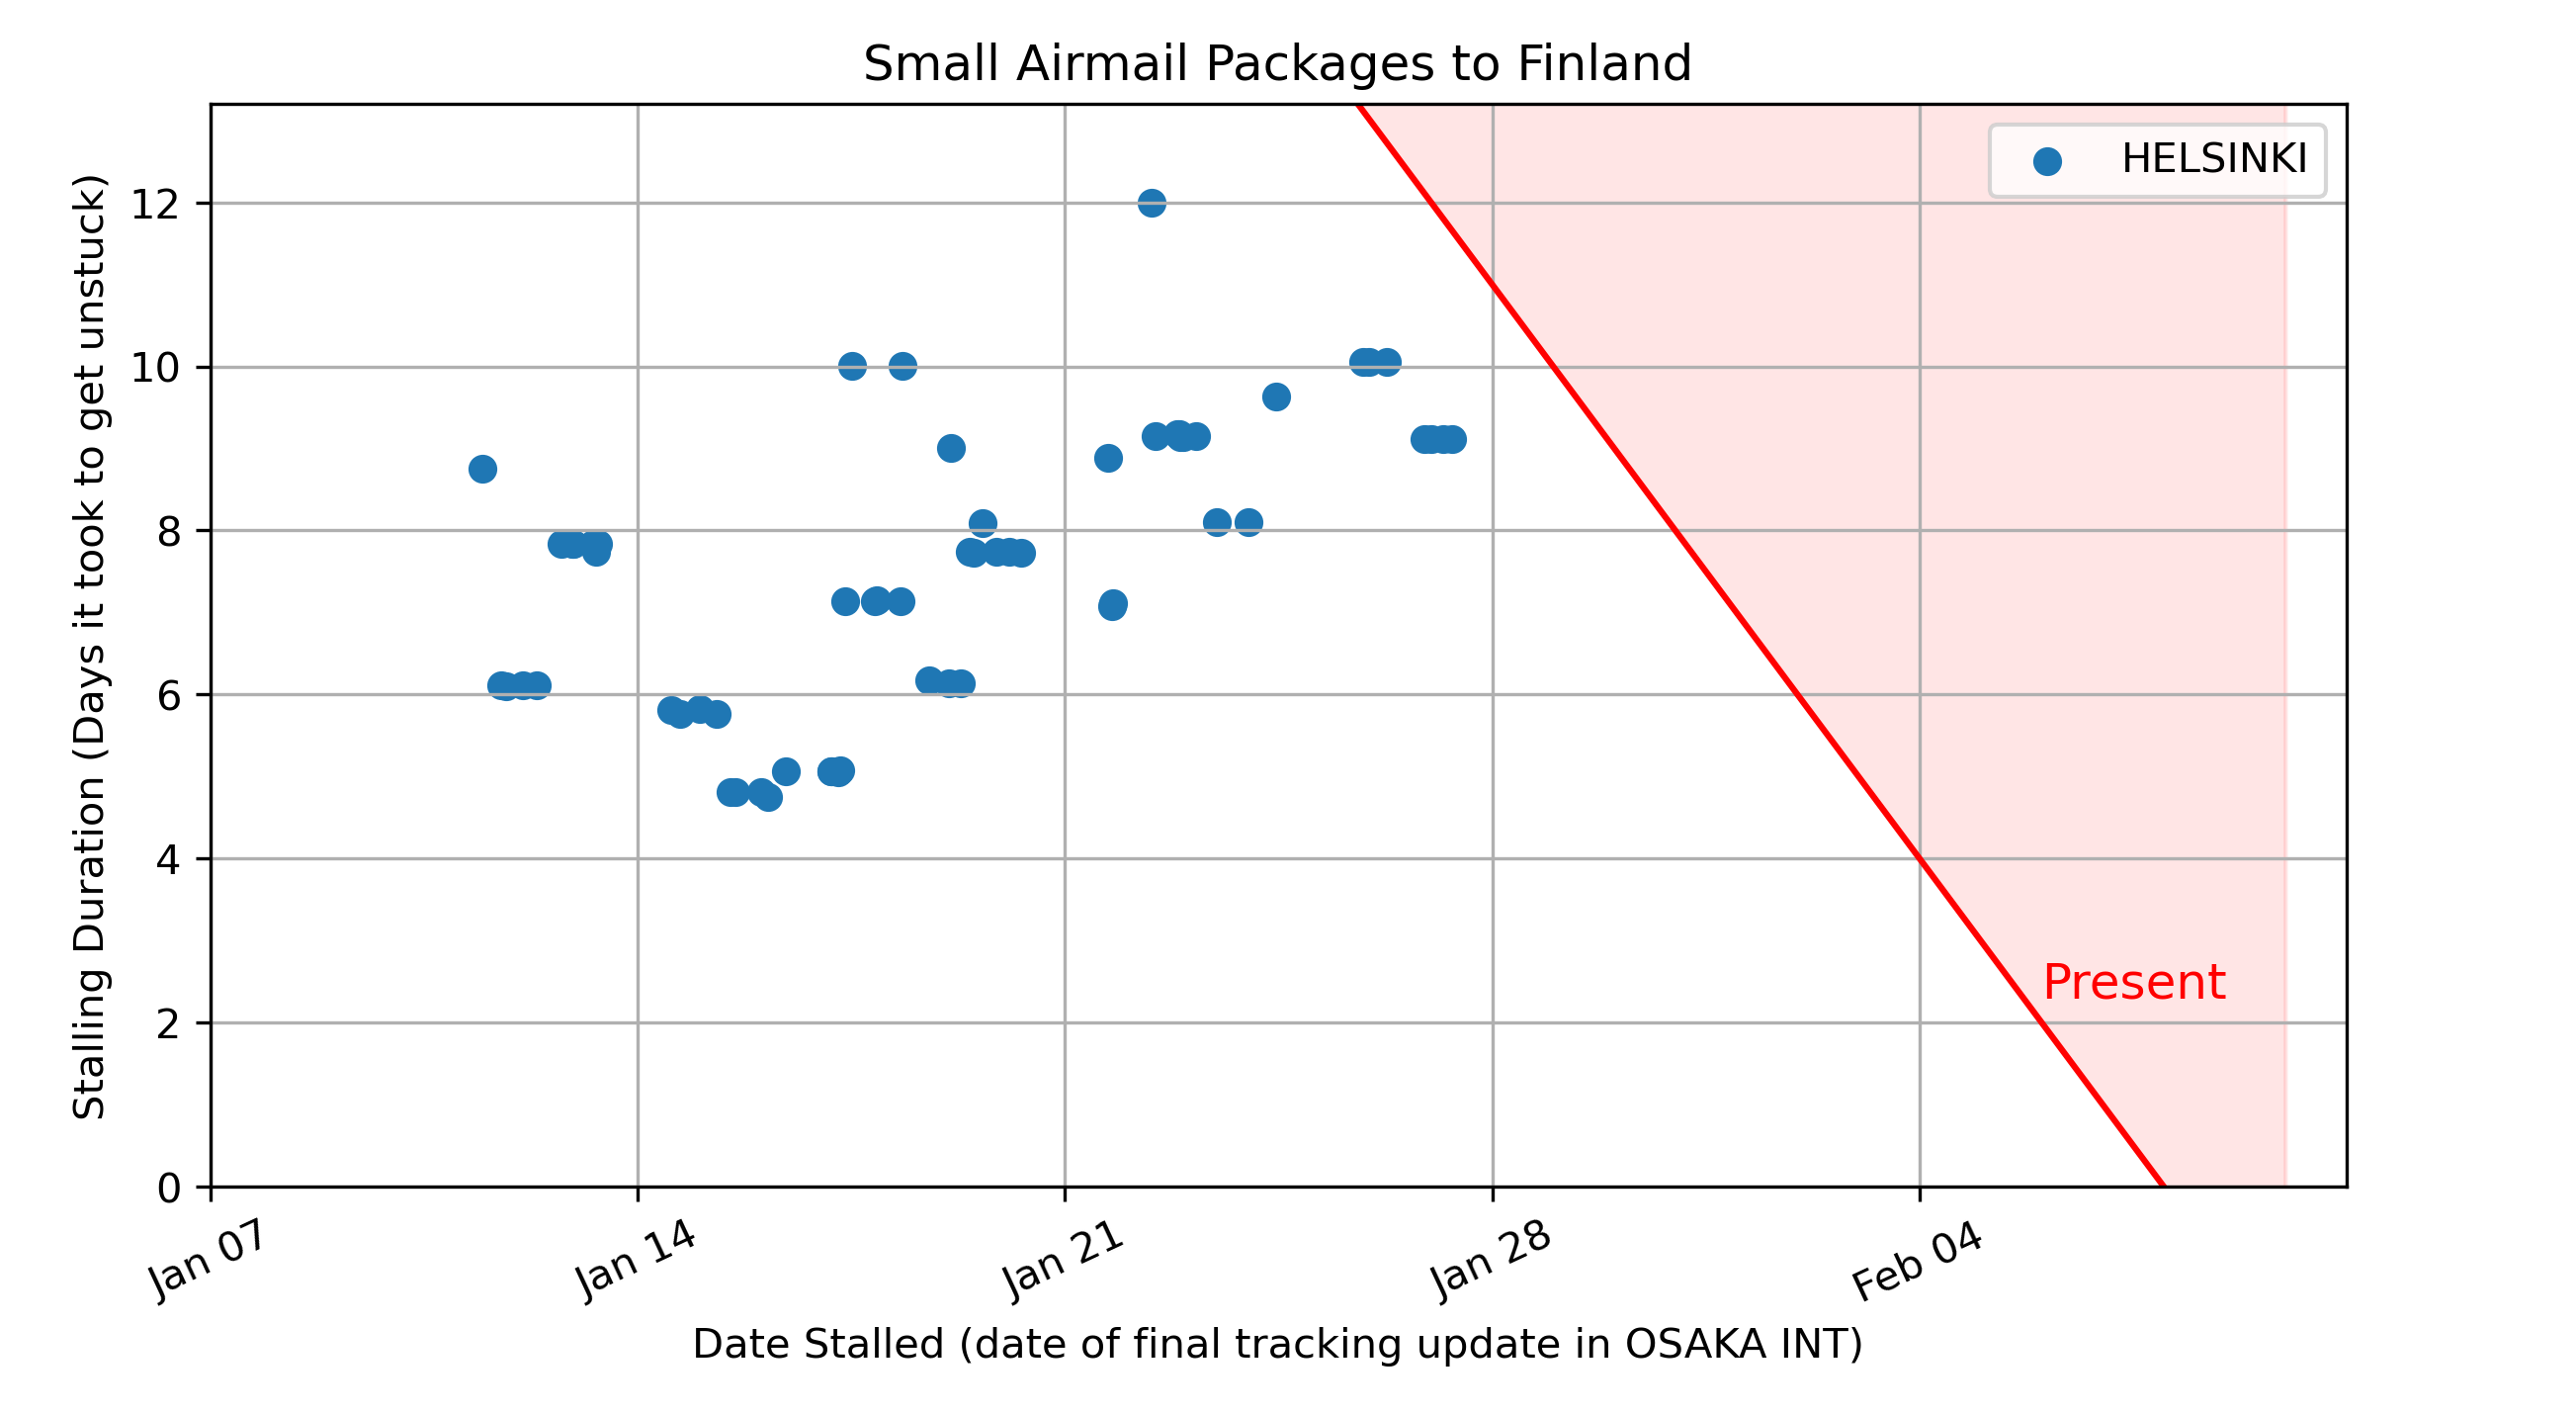 Small Airmail Packages to Finland
HELSINKI
Stalling Duration (Days it took to get unstuck)
12
10
8
6
4
2
0
Present
Jan 07
Jan 14
Jan 21
Jan 28
Feb 04
Date Stalled (date of final tracking update in OSAKA INT)